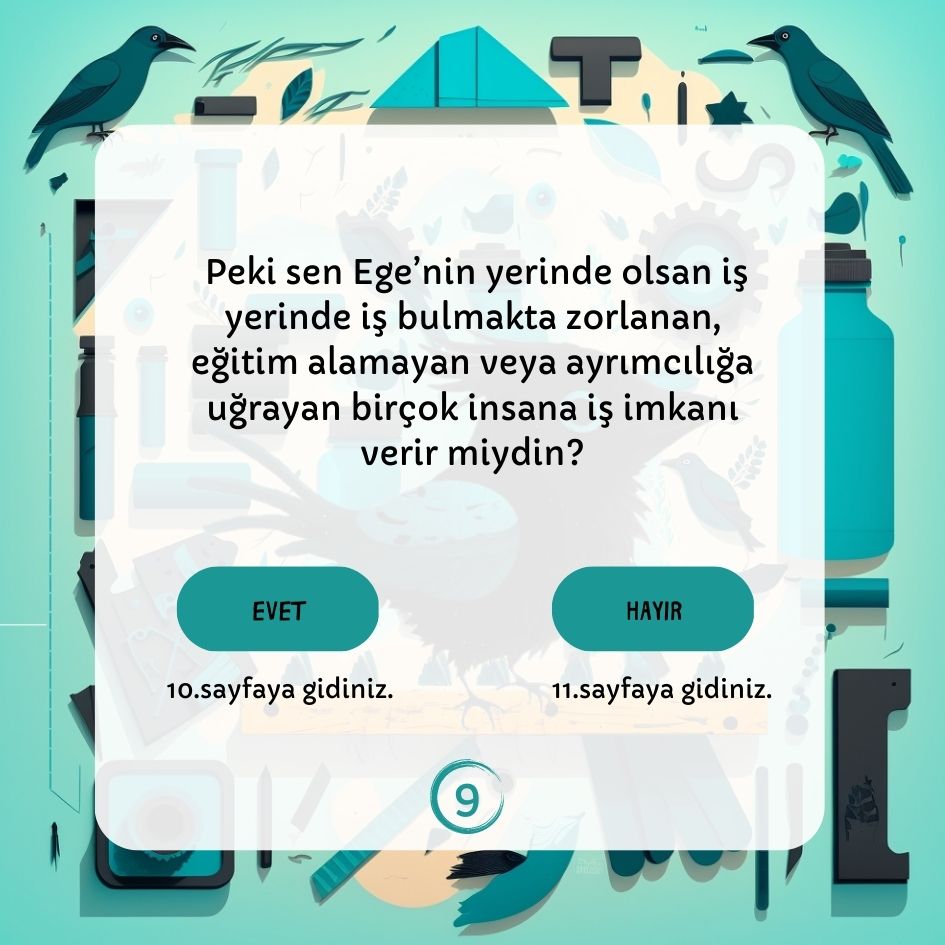 Peki sen Ege’nin yerinde olsan iş
yerinde iş bulmakta zorlanan,
eğitim alamayan veya ayrımcılığa
uğrayan birçok insana iş imkanı
verir miydin?
EVET
HAYIR
10.sayfaya gidiniz.
11.sayfaya gidiniz.
9